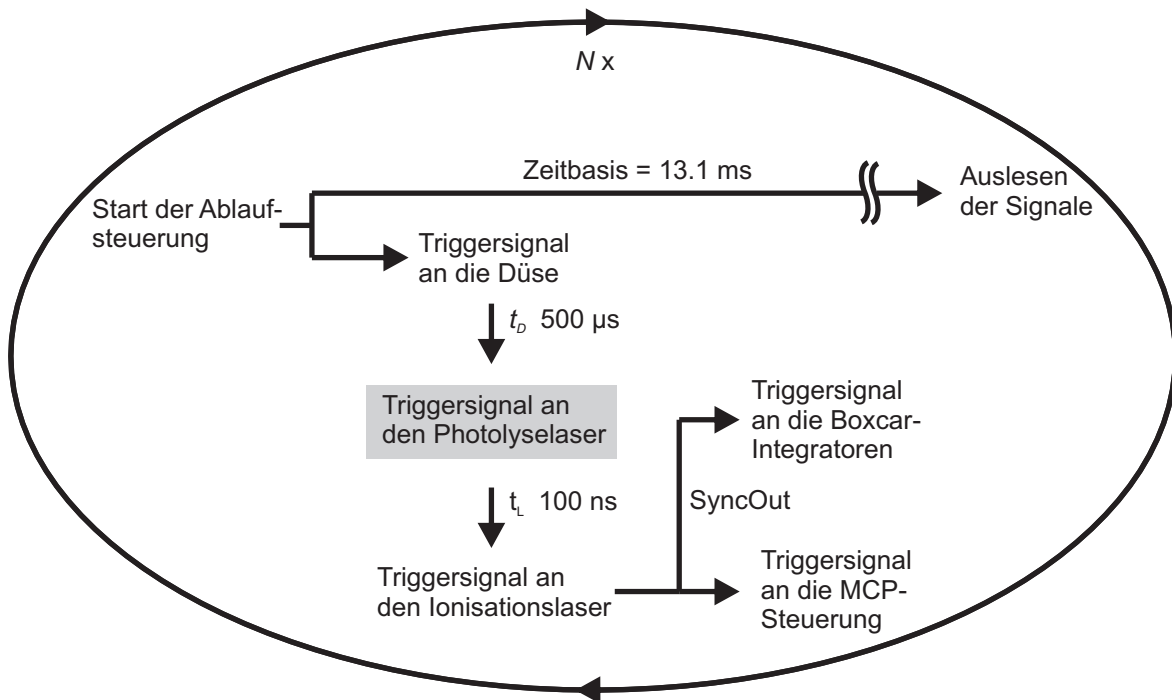 N x
Zeitbasis = 13.1 ms
Auslesen
der Signale
Start der Ablauf-
steuerung
Triggersignal
an die Düse
t_D 500 µs
Triggersignal an
den Photolyselaser
Triggersignal
an die Boxcar-
Integratoren
t_L 100 ns
SyncOut
Triggersignal an
den Ionisationslaser
Triggersignal
an die MCP-
Steuerung